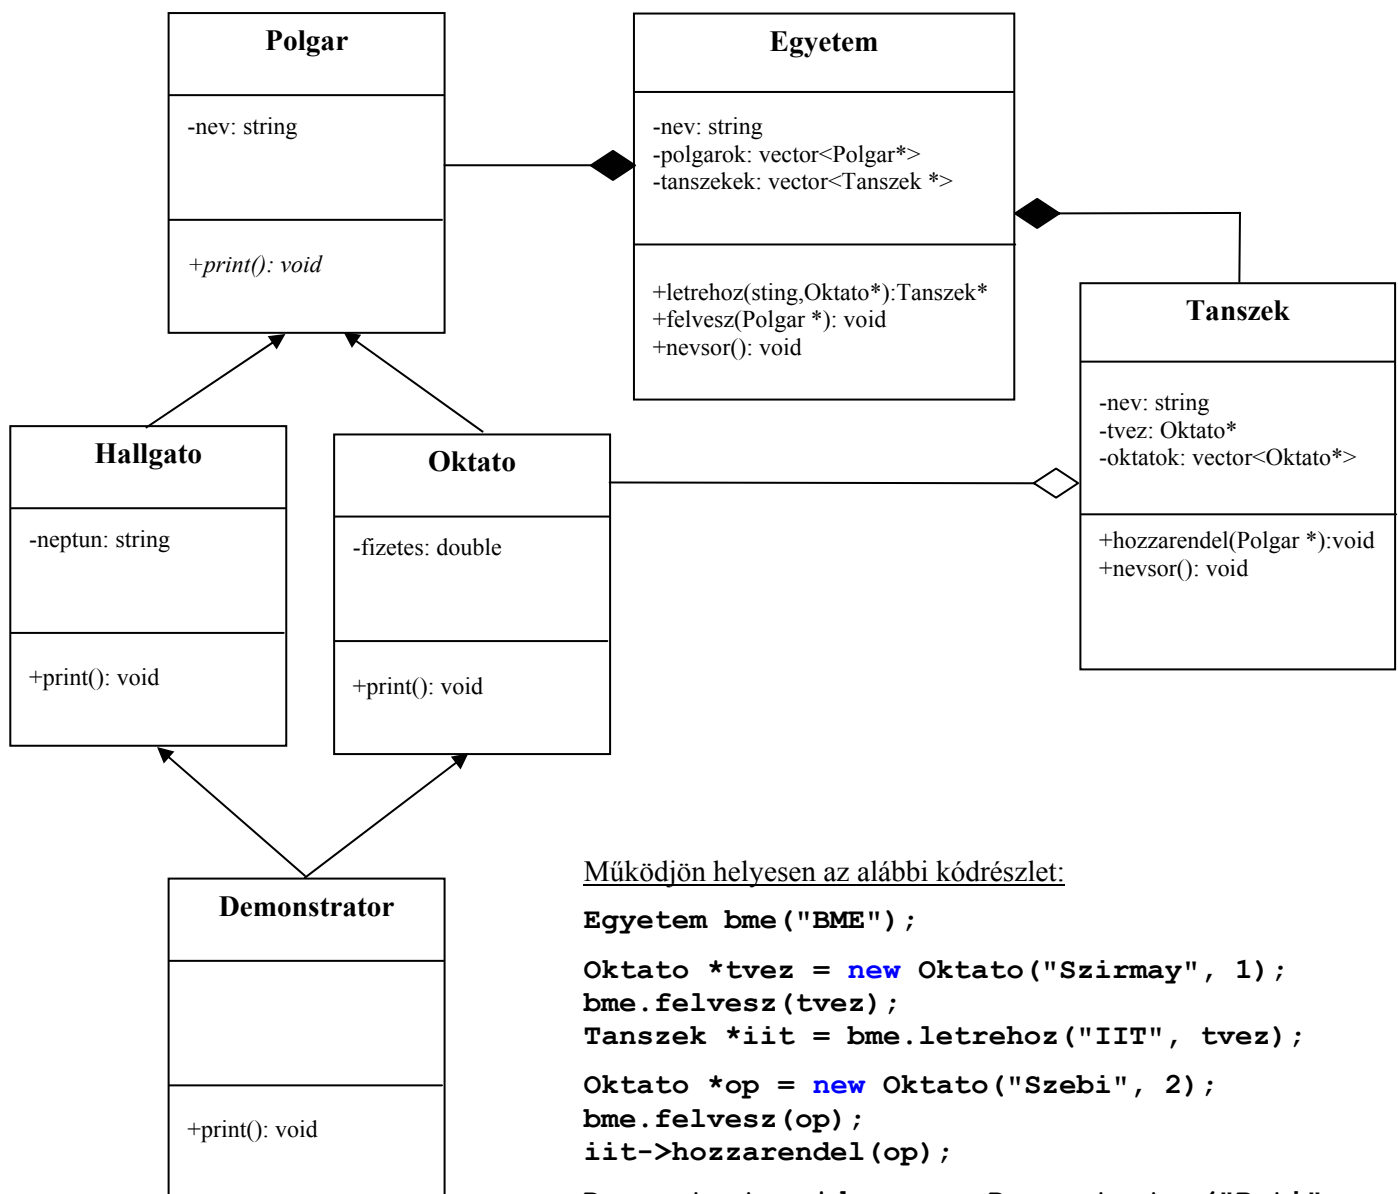 Polgar
-nev: string
+print(): void
Egyetem
-nev: string
-polgarok: vector<Polgar*>
-tanszekek: vector<Tanszek *>
+letrehoz(sting,Oktato*):Tanszek*
+felvesz(Polgar *): void
+nevsor(): void
Tanszek
-nev: string
-tvez: Oktato*
-oktatok: vector<Oktato*>
+hozzarendel(Polgar *):void
+nevsor(): void
Hallgato
-neptun: string
+print(): void
Oktato
-fizetes: double
+print(): void
Demonstrator
+print(): void
Működjön helyesen az alábbi kódrészlet:
Egyetem bme("BME");
Oktato *tvez = new Oktato("Szirmay", 1);
bme.felvesz(tvez);
Tanszek *iit = bme.letrehoz("IIT", tvez);
Oktato *op = new Oktato("Szebi", 2);
bme.felvesz(op);
iit->hozzarendel(op);